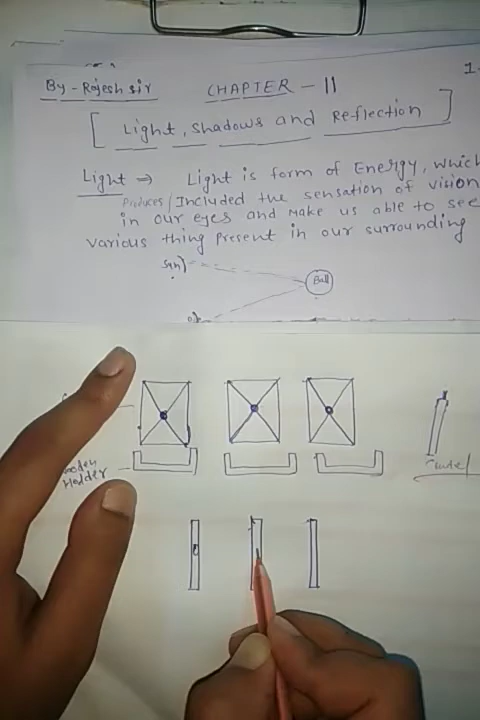 By - Rajesh sir
CHAPTER - 11
1
[ Light, Shadows and Reflection ]
Light ⇒ Light is form of Energy, which
Produces / Included the sensation of vision
in our eyes and make us able to see
various thing present in our surrounding
Ball
Holder